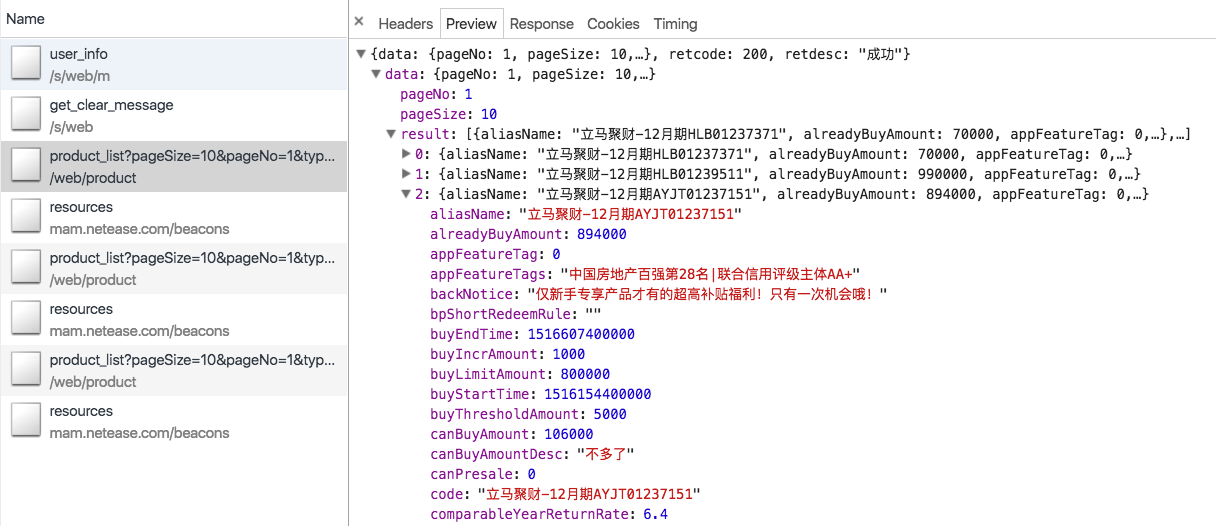 Name
user_info
/s/web/m
get_clear_message
/s/web
product_list?pageSize=10&pageNo=1&typ...
/web/product
resources
mam.netease.com/beacons
product_list?pageSize=10&pageNo=1&typ...
/web/product
resources
mam.netease.com/beacons
product_list?pageSize=10&pageNo=1&typ...
/web/product
resources
mam.netease.com/beacons
× Headers Preview Response Cookies Timing
▼{data: {pageNo: 1, pageSize: 10,…}, retcode: 200, retdesc: "成功"}
▼data: {pageNo: 1, pageSize: 10,…}
pageNo: 1
pageSize: 10
▼result: [{aliasName: "立马聚财-12月期HLB01237371", alreadyBuyAmount: 70000, appFeatureTag: 0,…},…]
▶0: {aliasName: "立马聚财-12月期HLB01237371", alreadyBuyAmount: 70000, appFeatureTag: 0,…}
▶1: {aliasName: "立马聚财-12月期HLB01239511", alreadyBuyAmount: 990000, appFeatureTag: 0,…}
▼2: {aliasName: "立马聚财-12月期AYJT01237151", alreadyBuyAmount: 894000, appFeatureTag: 0,…}
aliasName: "立马聚财-12月期AYJT01237151"
alreadyBuyAmount: 894000
appFeatureTag: 0
appFeatureTags: "中国房地产百强第28名|联合信用评级主体AA+"
backNotice: "仅新手专享产品才有的超高补贴福利！只有一次机会哦！"
bpShortRedeemRule: ""
buyEndTime: 1516607400000
buyIncrAmount: 1000
buyLimitAmount: 800000
buyStartTime: 1516154400000
buyThresholdAmount: 5000
canBuyAmount: 106000
canBuyAmountDesc: "不多了"
canPresale: 0
code: "立马聚财-12月期AYJT01237151"
comparableYearReturnRate: 6.4